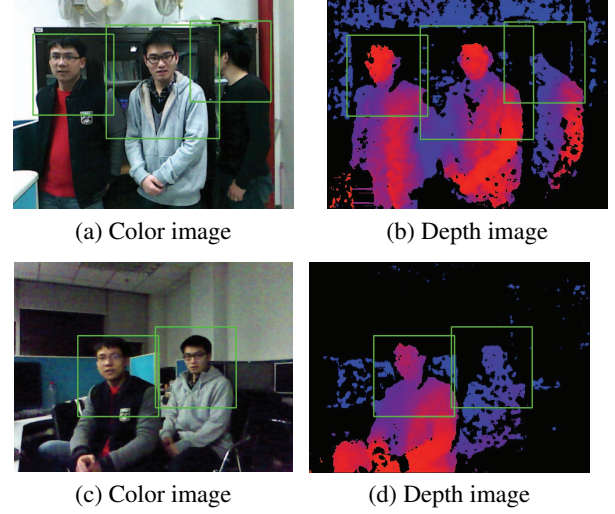 (a) Color image
(b) Depth image
(c) Color image
(d) Depth image